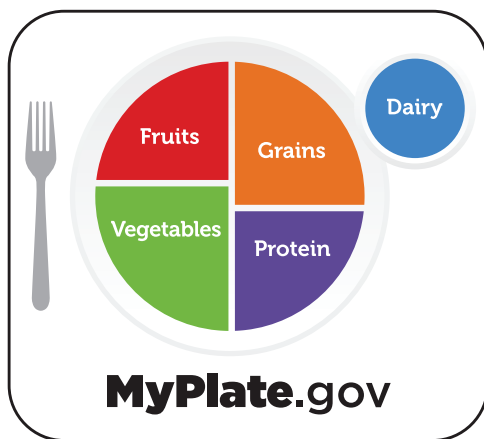 Dairy
Fruits
Grains
Vegetables
Protein
MyPlate.gov